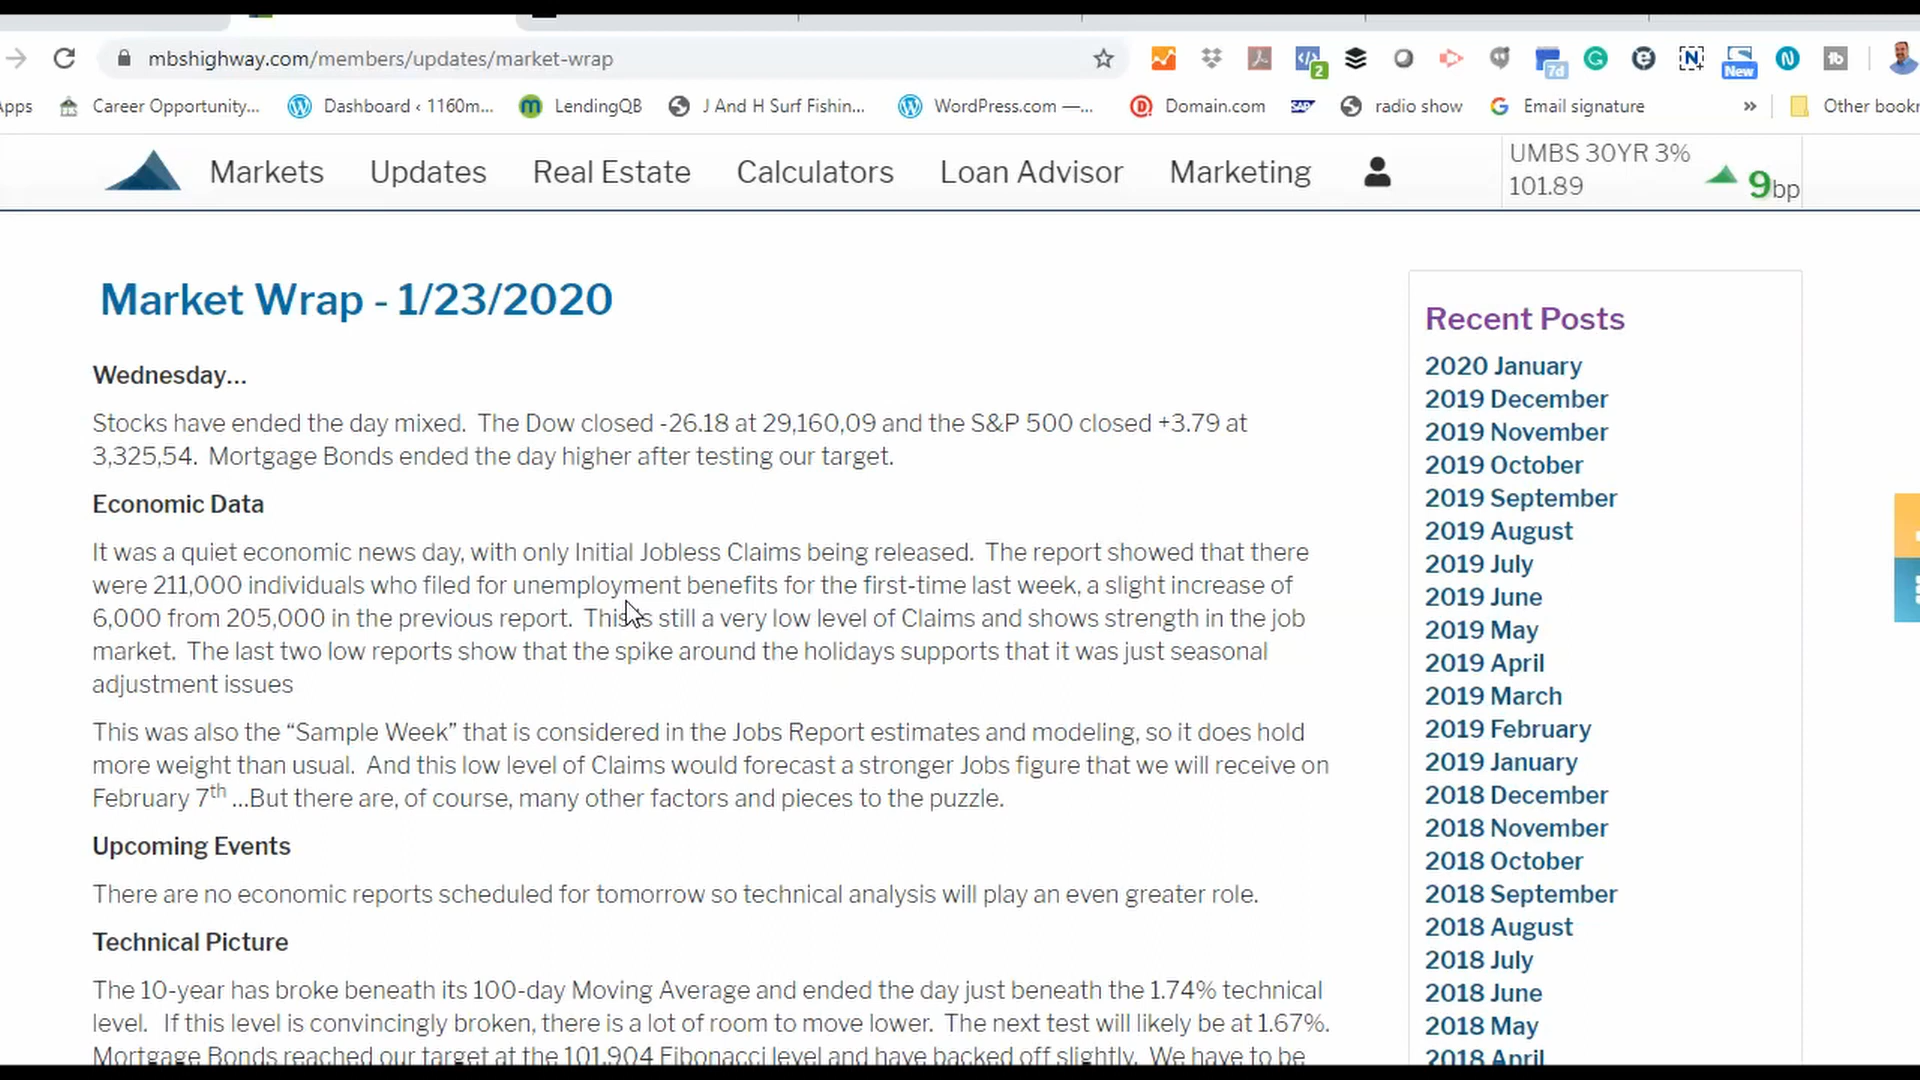 mbshighway.com/members/updates/market-wrap
2
7d
New
Apps Career Opportunity... Dashboard ‹ 1160m... LendingQB J And H Surf Fishin... WordPress.com —... Domain.com SAP radio show Email signature » Other bookr
Markets Updates Real Estate Calculators Loan Advisor Marketing
UMBS 30YR 3%
101.89
9bp
Market Wrap - 1/23/2020
Wednesday...
Stocks have ended the day mixed.  The Dow closed -26.18 at 29,160,09 and the S&P 500 closed +3.79 at
3,325,54.  Mortgage Bonds ended the day higher after testing our target.
Economic Data
It was a quiet economic news day, with only Initial Jobless Claims being released.  The report showed that there
were 211,000 individuals who filed for unemployment benefits for the first-time last week, a slight increase of
6,000 from 205,000 in the previous report.  This is still a very low level of Claims and shows strength in the job
market.  The last two low reports show that the spike around the holidays supports that it was just seasonal
adjustment issues
This was also the “Sample Week” that is considered in the Jobs Report estimates and modeling, so it does hold
more weight than usual.  And this low level of Claims would forecast a stronger Jobs figure that we will receive on
February 7th ...But there are, of course, many other factors and pieces to the puzzle.
Upcoming Events
There are no economic reports scheduled for tomorrow so technical analysis will play an even greater role.
Technical Picture
The 10-year has broke beneath its 100-day Moving Average and ended the day just beneath the 1.74% technical
level.  If this level is convincingly broken, there is a lot of room to move lower.  The next test will likely be at 1.67%.
Mortgage Bonds reached our target at the 101.904 Fibonacci level and have backed off slightly.  We have to be
Recent Posts
2020 January
2019 December
2019 November
2019 October
2019 September
2019 August
2019 July
2019 June
2019 May
2019 April
2019 March
2019 February
2019 January
2018 December
2018 November
2018 October
2018 September
2018 August
2018 July
2018 June
2018 May
2018 April